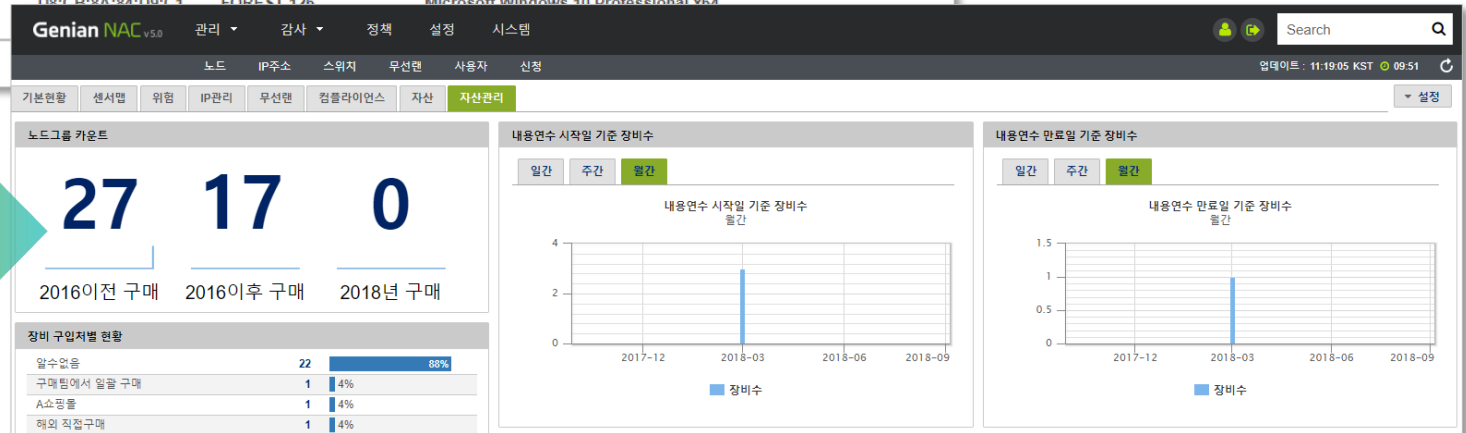 Genian NAC v5.0 관리 감사 정책 설정 시스템 Search
노드 IP주소 스위치 무선랜 사용자 신청 업데이트 : 11:19:05 KST 09:51
기본현황 센서맵 위험 IP관리 무선랜 컴플라이언스 자산 자산관리 설정
노드그룹 카운트
27 17 0
2016이전 구매 2016이후 구매 2018년 구매
장비 구입처별 현황
알수없음 22 88%
구매팀에서 일괄 구매 1 4%
A쇼핑몰 1 4%
해외 직접구매 1 4%
내용연수 시작일 기준 장비수
일간 주간 월간
내용연수 시작일 기준 장비수
월간
4
2
0
2017-12 2018-03 2018-06 2018-09
장비수
내용연수 만료일 기준 장비수
일간 주간 월간
내용연수 만료일 기준 장비수
월간
1.5
1
0.5
0
2017-12 2018-03 2018-06 2018-09
장비수